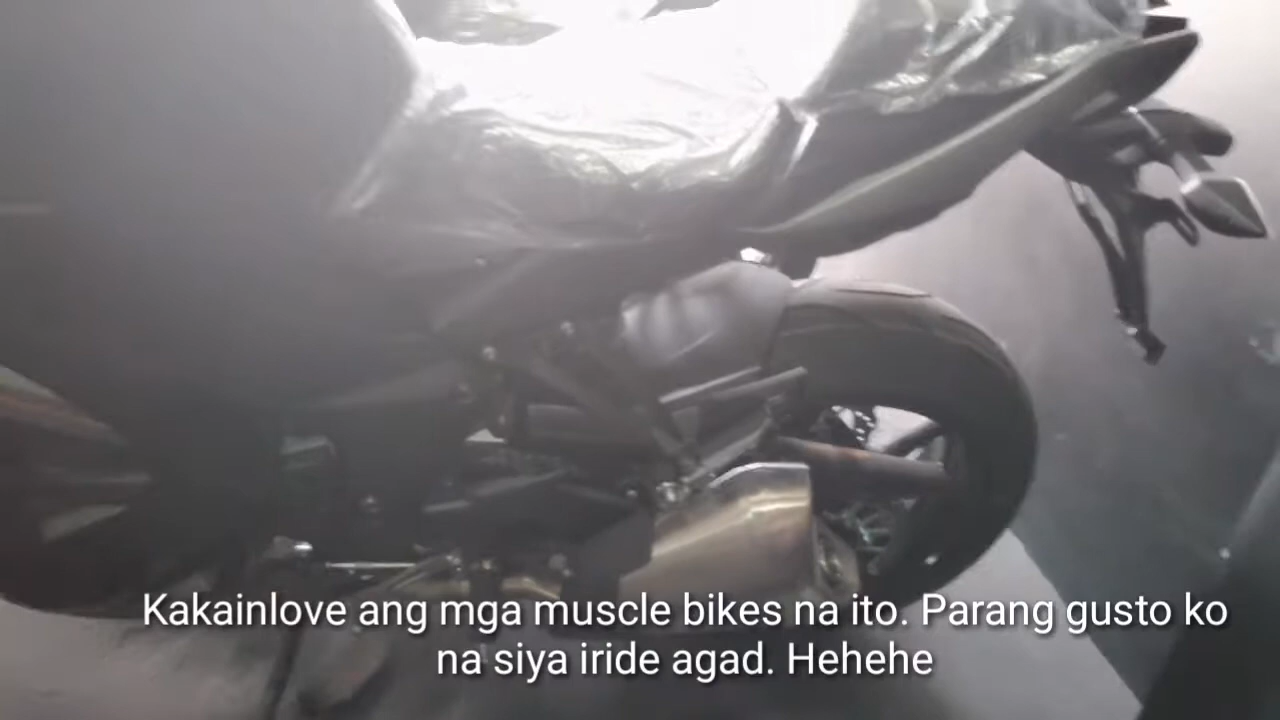 Kakainlove ang mga muscle bikes na ito. Parang gusto ko
na siya iride agad. Hehehe